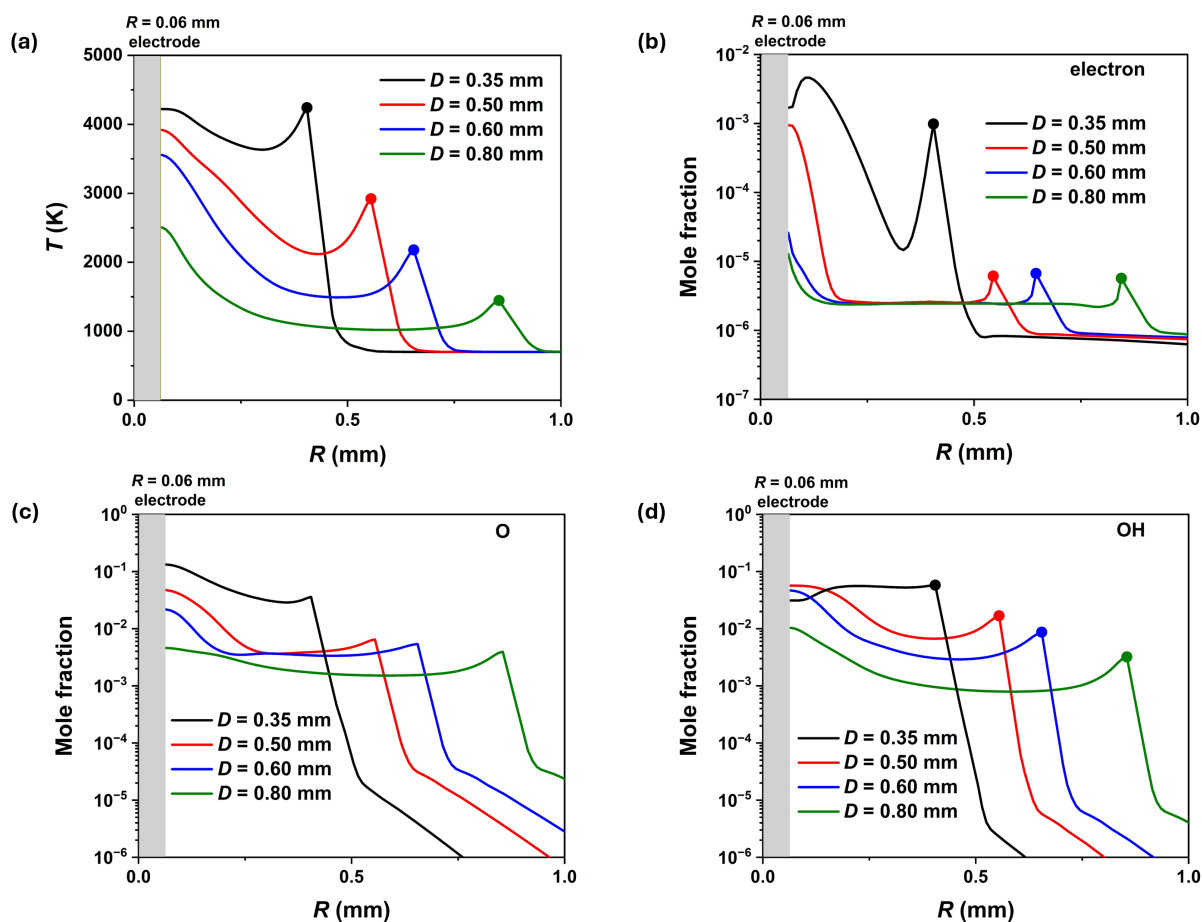 (a)
R = 0.06 mm
electrode
5000
4000
3000
2000
1000
0
T (K)
0.0
0.5
1.0
R (mm)
D = 0.35 mm
D = 0.50 mm
D = 0.60 mm
D = 0.80 mm
(b)
R = 0.06 mm
electrode
electron
10⁻²
10⁻³
10⁻⁴
10⁻⁵
10⁻⁶
10⁻⁷
Mole fraction
0.0
0.5
1.0
R (mm)
D = 0.35 mm
D = 0.50 mm
D = 0.60 mm
D = 0.80 mm
(c)
R = 0.06 mm
electrode
O
10⁰
10⁻¹
10⁻²
10⁻³
10⁻⁴
10⁻⁵
10⁻⁶
Mole fraction
D = 0.35 mm
D = 0.50 mm
D = 0.60 mm
D = 0.80 mm
0.0
0.5
1.0
R (mm)
(d)
R = 0.06 mm
electrode
OH
10⁰
10⁻¹
10⁻²
10⁻³
10⁻⁴
10⁻⁵
10⁻⁶
Mole fraction
D = 0.35 mm
D = 0.50 mm
D = 0.60 mm
D = 0.80 mm
0.0
0.5
1.0
R (mm)